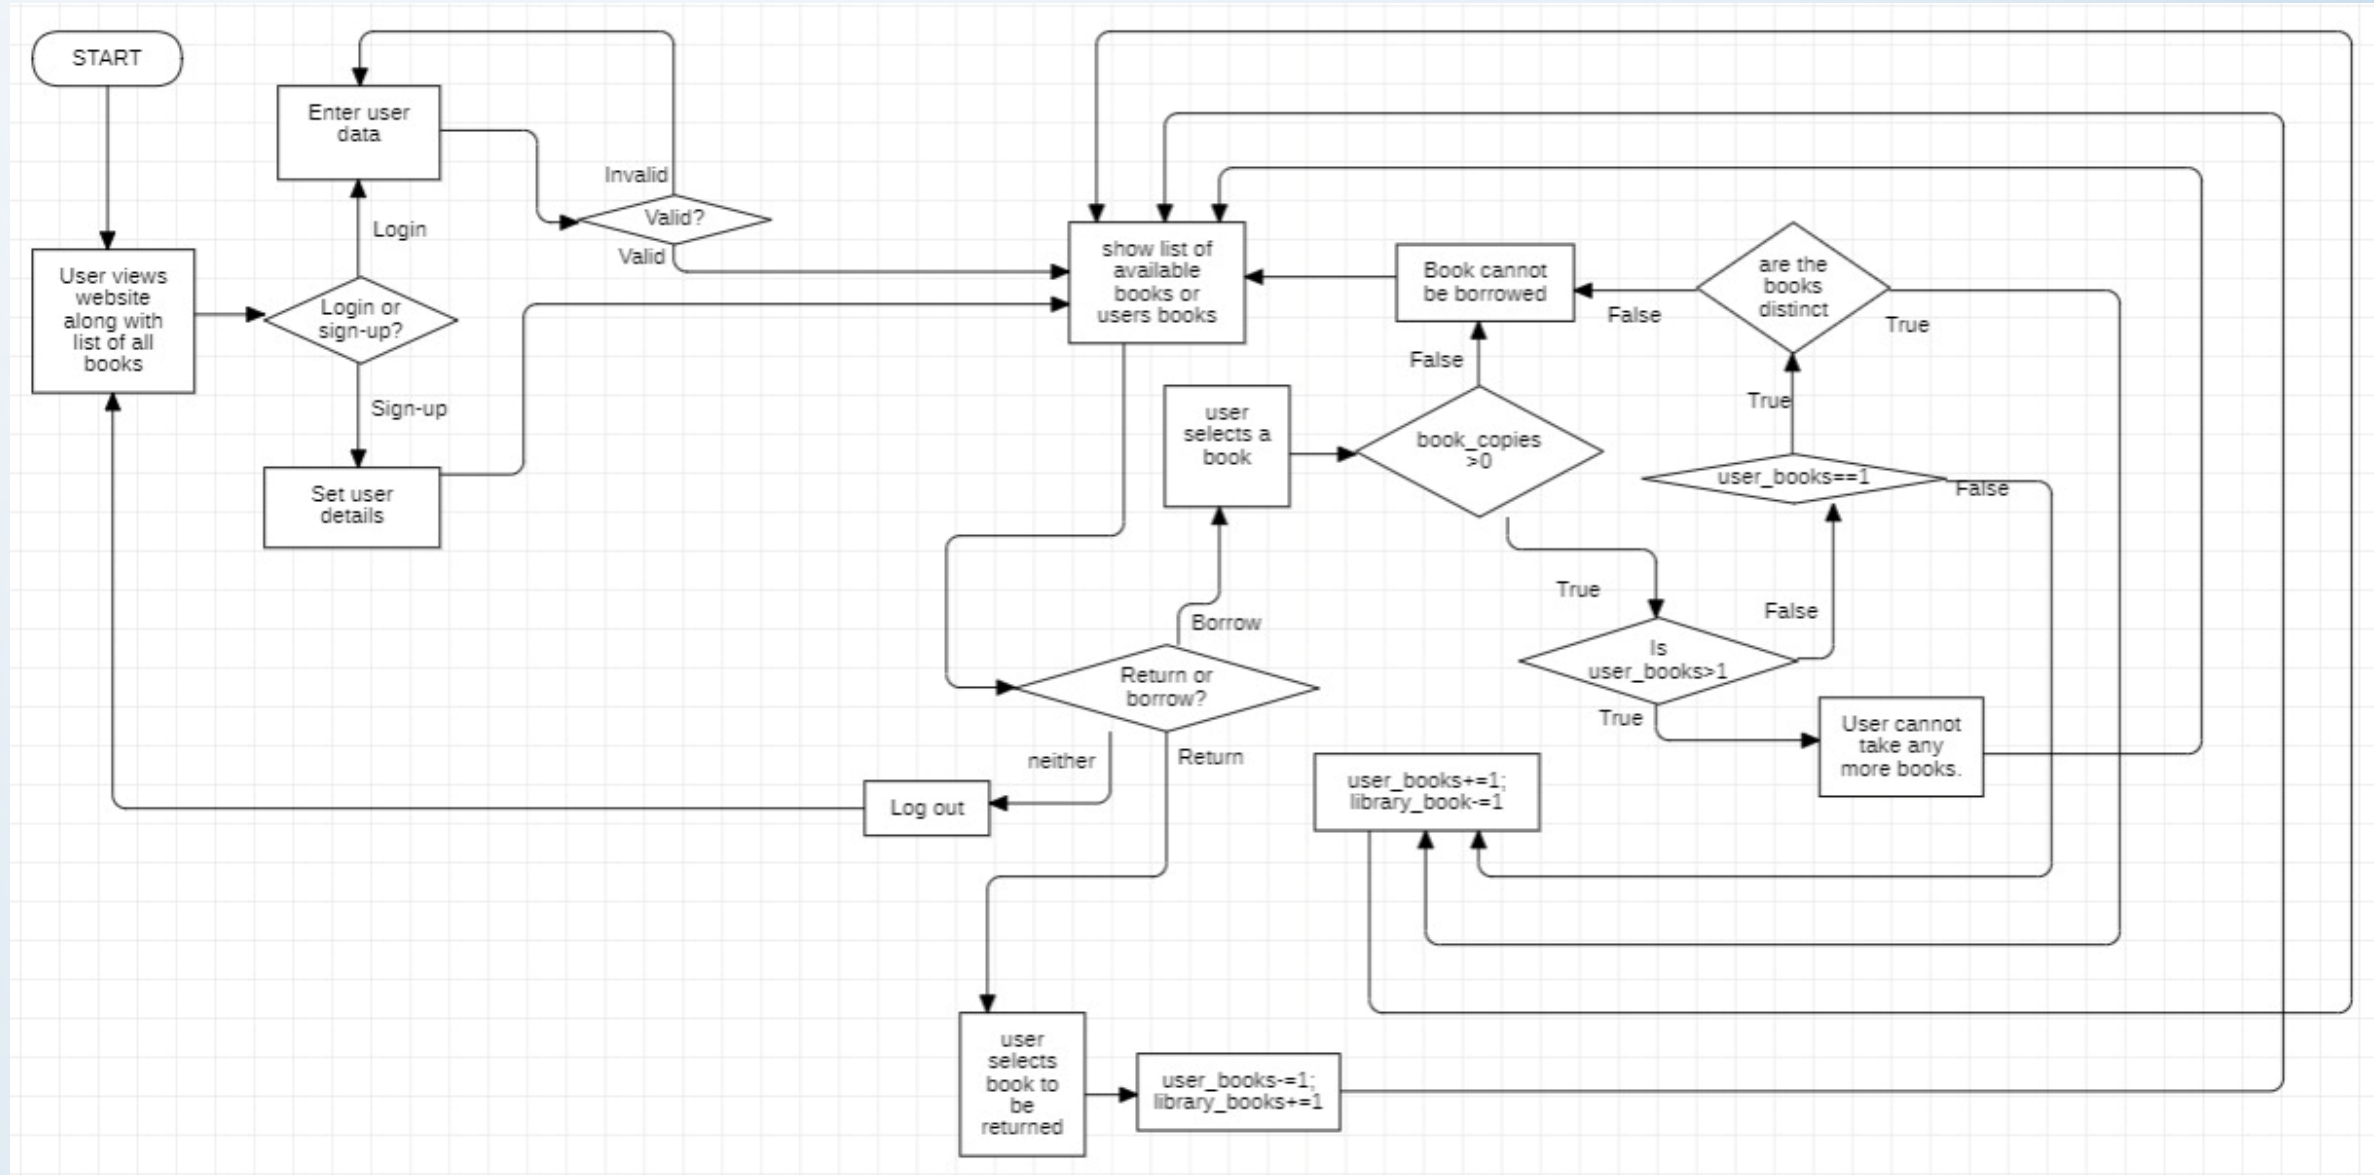 START
Enter user
data
Invalid
Valid?
Valid
Login
User views
website
along with
list of all
books
Login or
sign-up?
Sign-up
Set user
details
show list of
available
books or
users books
Book cannot
be borrowed
False
are the
books
distinct
True
False
True
user
selects a
book
book_copies
>0
user_books==1
False
True
False
Borrow
Is
user_books>1
Return or
borrow?
True
User cannot
take any
more books.
neither
Return
user_books+=1;
library_book-=1
Log out
user
selects
book to
be
returned
user_books-=1;
library_books+=1